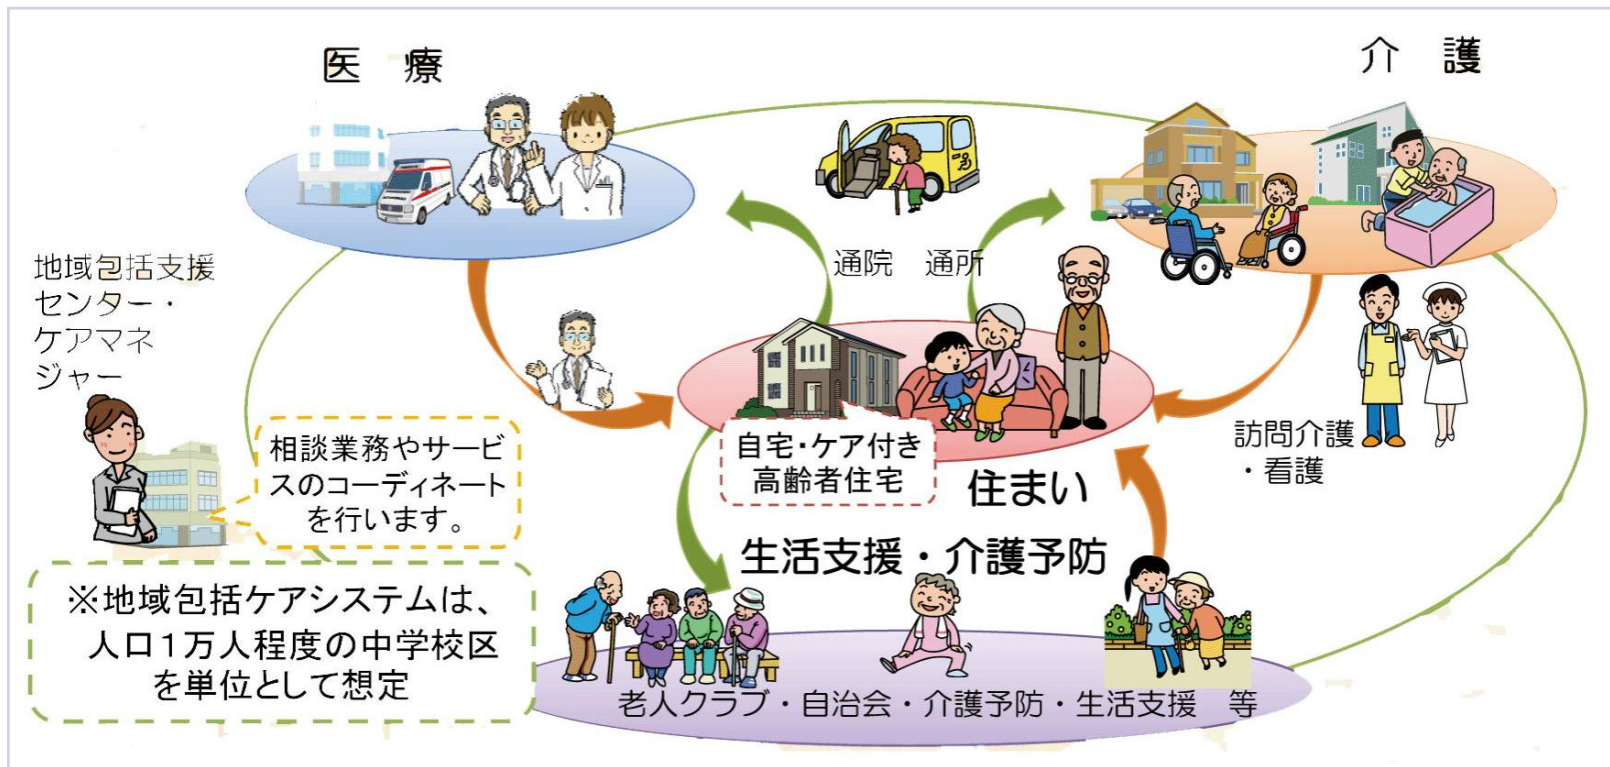 医　療
介　護
通院　通所
地域包括支援
センター・
ケアマネ
ジャー
相談業務やサービ
スのコーディネート
を行います。
自宅・ケア付き
高齢者住宅
住まい
訪問介護
・看護
生活支援・介護予防
※地域包括ケアシステムは、
人口１万人程度の中学校区
を単位として想定
老人クラブ・自治会・介護予防・生活支援　等